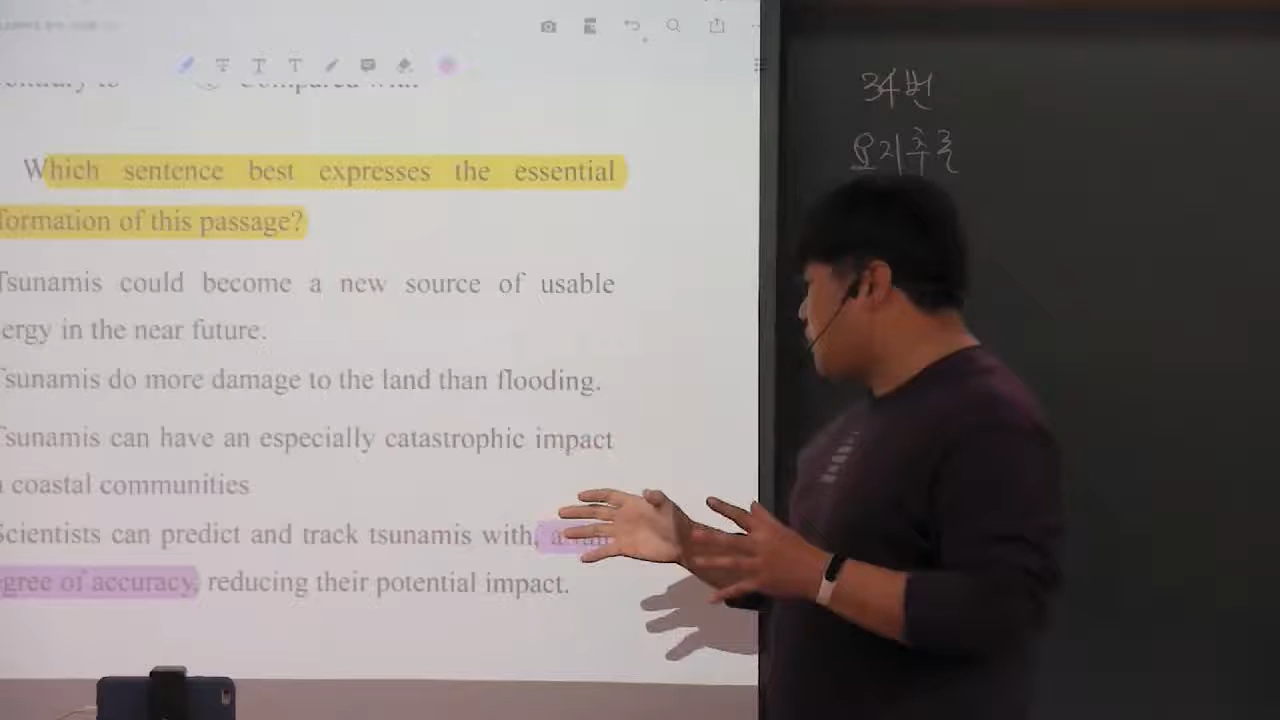 Compared with
Which sentence best expresses the essential
formation of this passage?
Tsunamis could become a new source of usable
ergy in the near future.
Tsunamis do more damage to the land than flooding.
Tsunamis can have an especially catastrophic impact
coastal communities
Scientists can predict and track tsunamis with, a
gree of accuracy, reducing their potential impact.
34번
요지추론